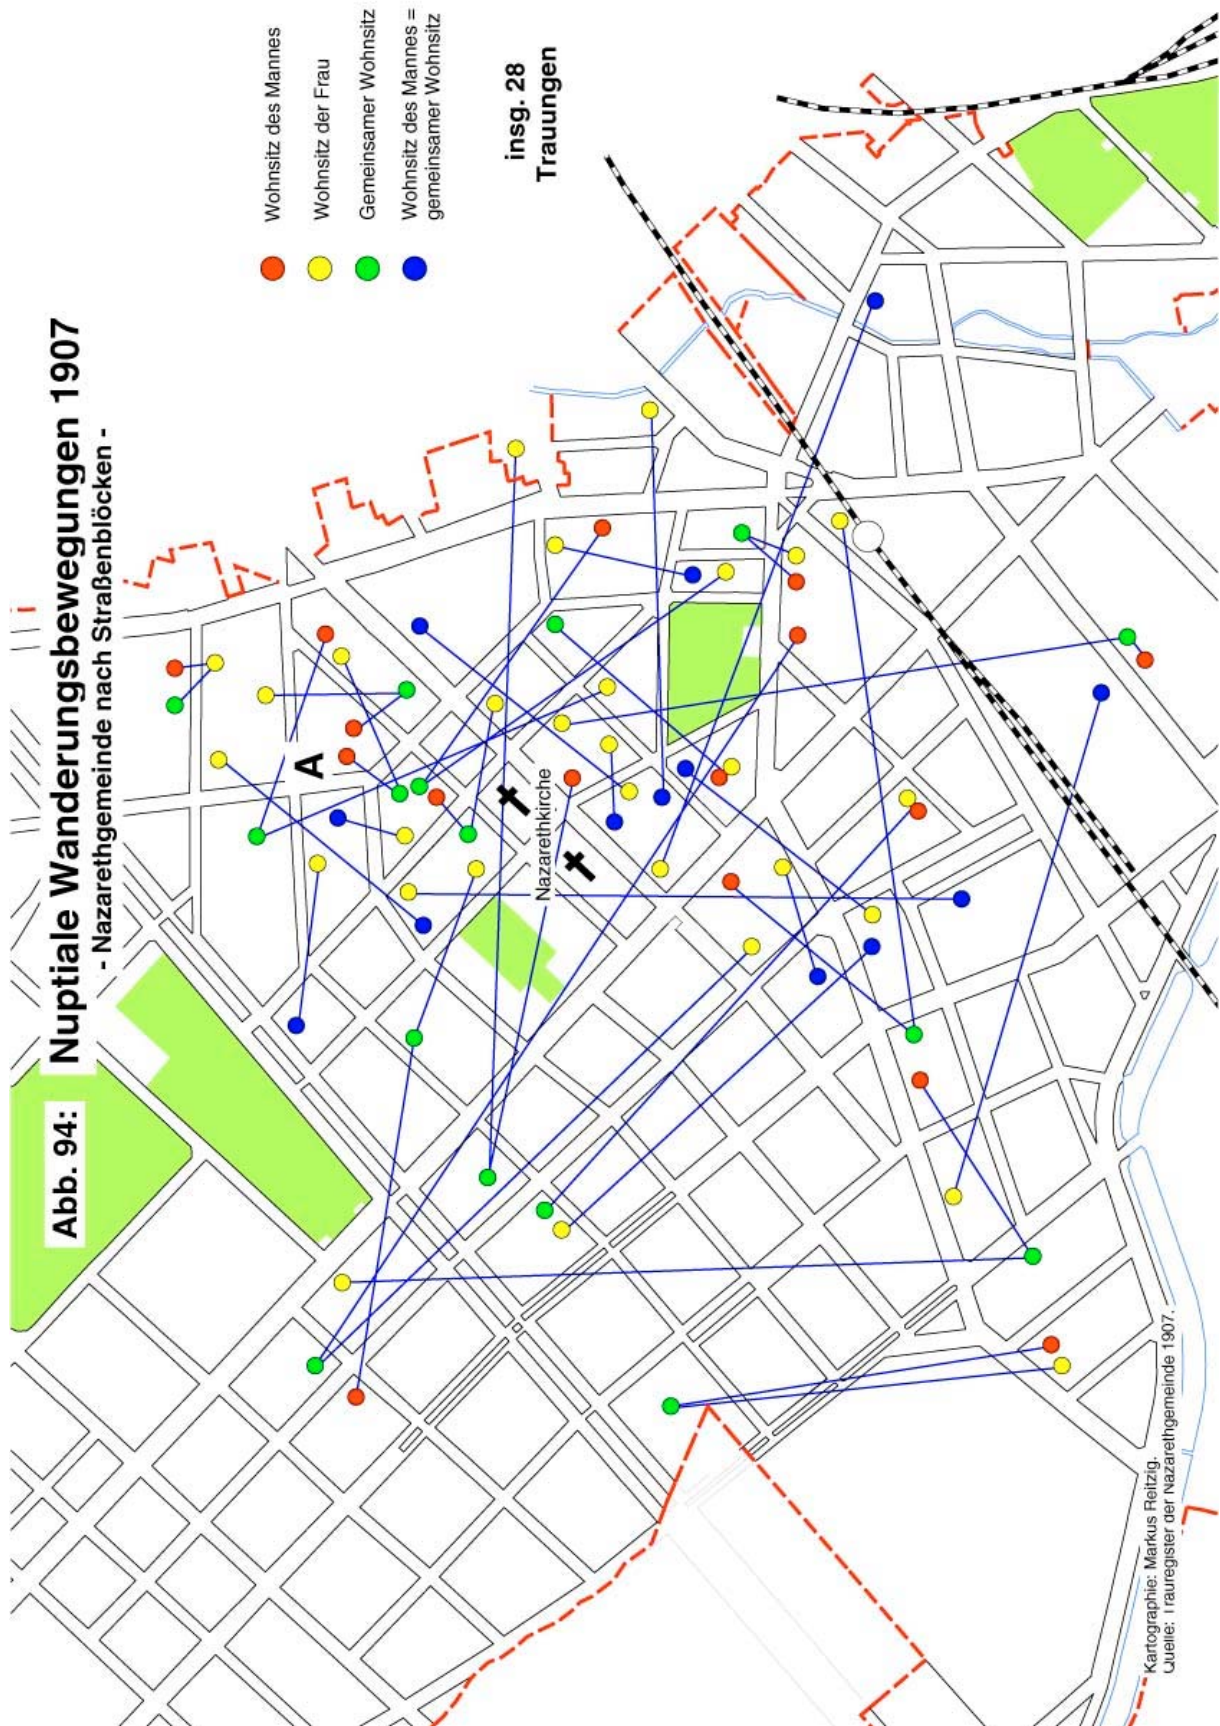 Abb. 94: Nuptiale Wanderungsbewegungen 1907
- Nazarethgemeinde nach Straßenblöcken -
Wohnsitz des Mannes
Wohnsitz der Frau
Gemeinsamer Wohnsitz
Wohnsitz des Mannes =
gemeinsamer Wohnsitz
insg. 28
Trauungen
A
Nazarethkirche
Kartographie: Markus Reitzig.
Quelle: Trauregister der Nazarethgemeinde 1907.